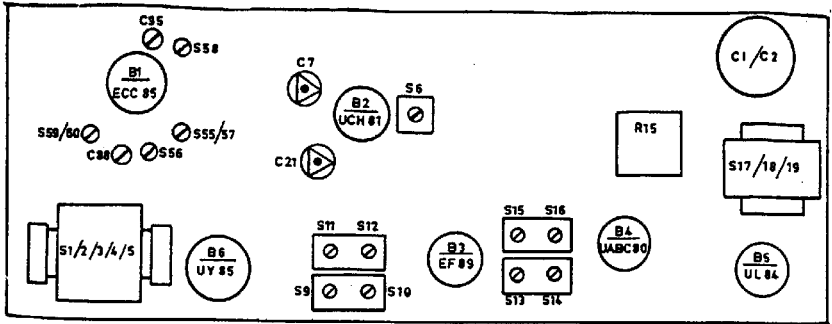 C35
S58
B1
ECC 85
S59/60
C38
S56
S55/57
C7
C21
B2
UCH 81
S6
C1/C2
R15
S17/18/19
S1/2/3/4/5
B6
UY 85
S11 S12
S9 S10
B3
EF 89
S15 S16
S13 S14
B4
UABC80
B5
UL 84